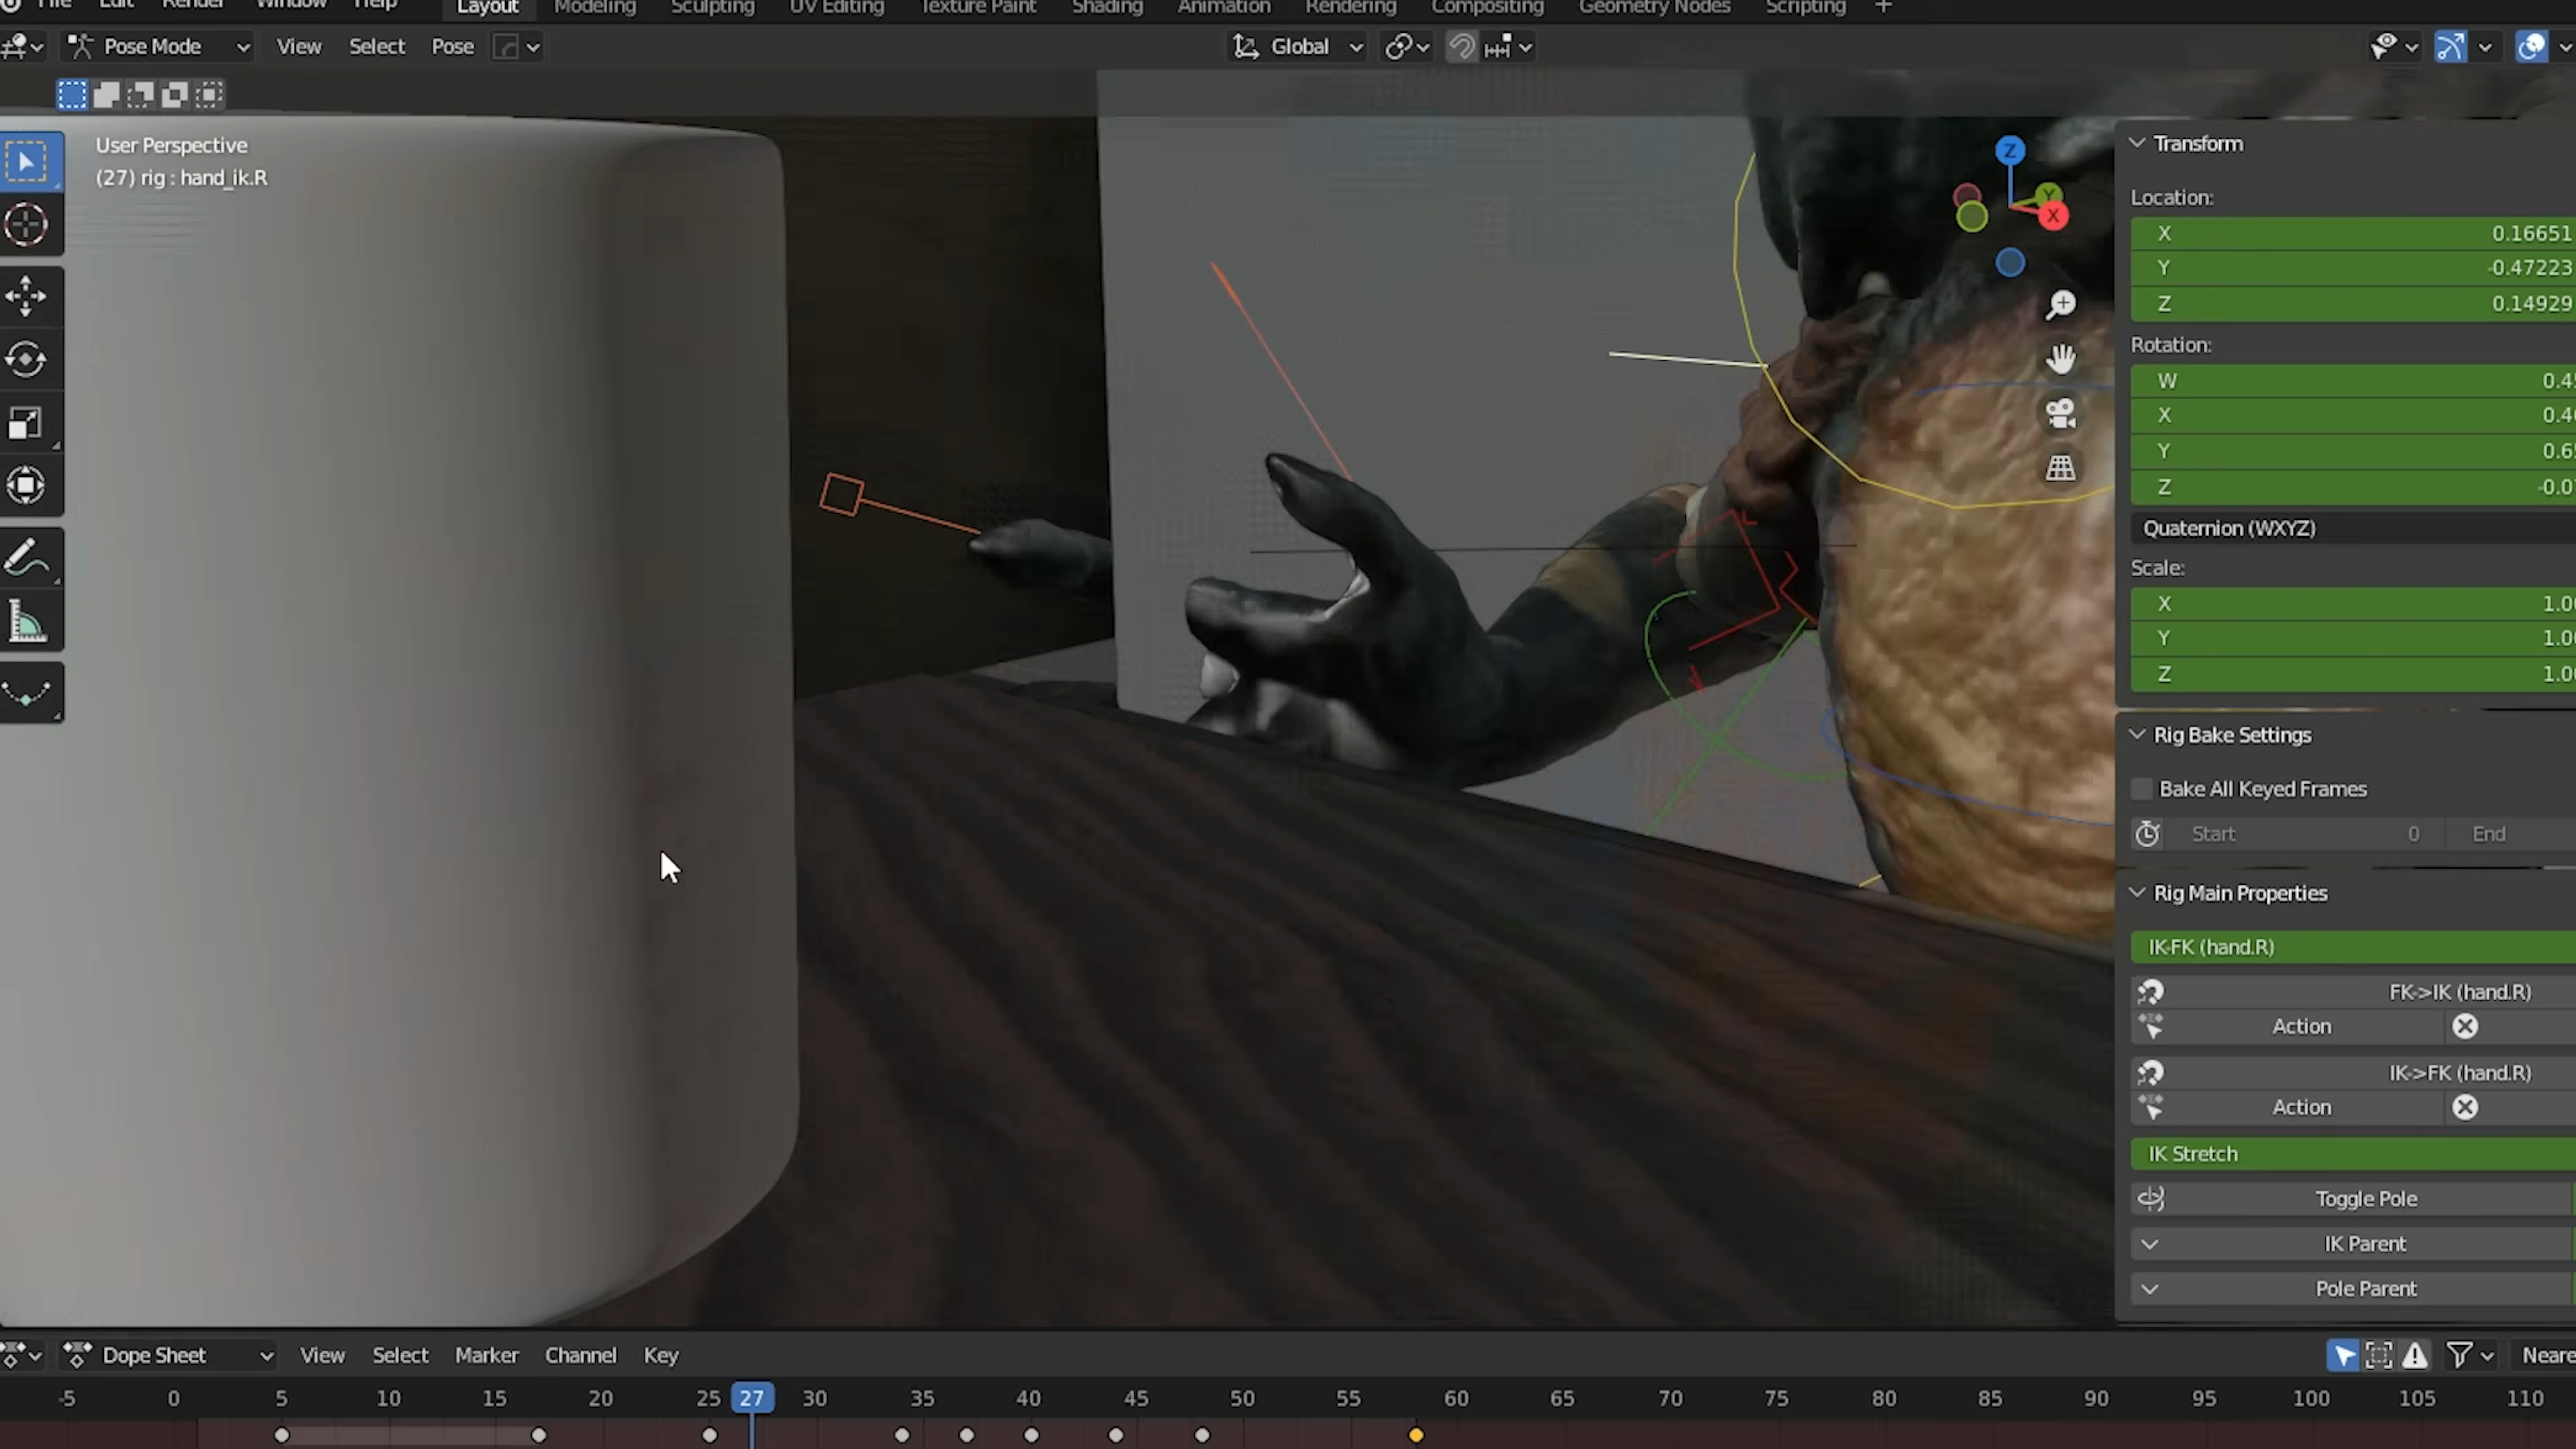 File Edit Render Window Help Layout Modeling Sculpting UV Editing Texture Paint Shading Animation Rendering Compositing Geometry Nodes Scripting +
Pose Mode View Select Pose Global
User Perspective
(27) rig : hand_ik.R
Z
Y
X
Transform
Location:
X 0.16651
Y -0.47223
Z 0.14929
Rotation:
W 0.4
X 0.4
Y 0.6
Z -0.0
Quaternion (WXYZ)
Scale:
X 1.0
Y 1.0
Z 1.0
Rig Bake Settings
Bake All Keyed Frames
Start 0 End
Rig Main Properties
IK-FK (hand.R)
FK->IK (hand.R)
Action
IK->FK (hand.R)
Action
IK Stretch
Toggle Pole
IK Parent
Pole Parent
Dope Sheet View Select Marker Channel Key Neare
-5 0 5 10 15 20 25 27 30 35 40 45 50 55 60 65 70 75 80 85 90 95 100 105 110